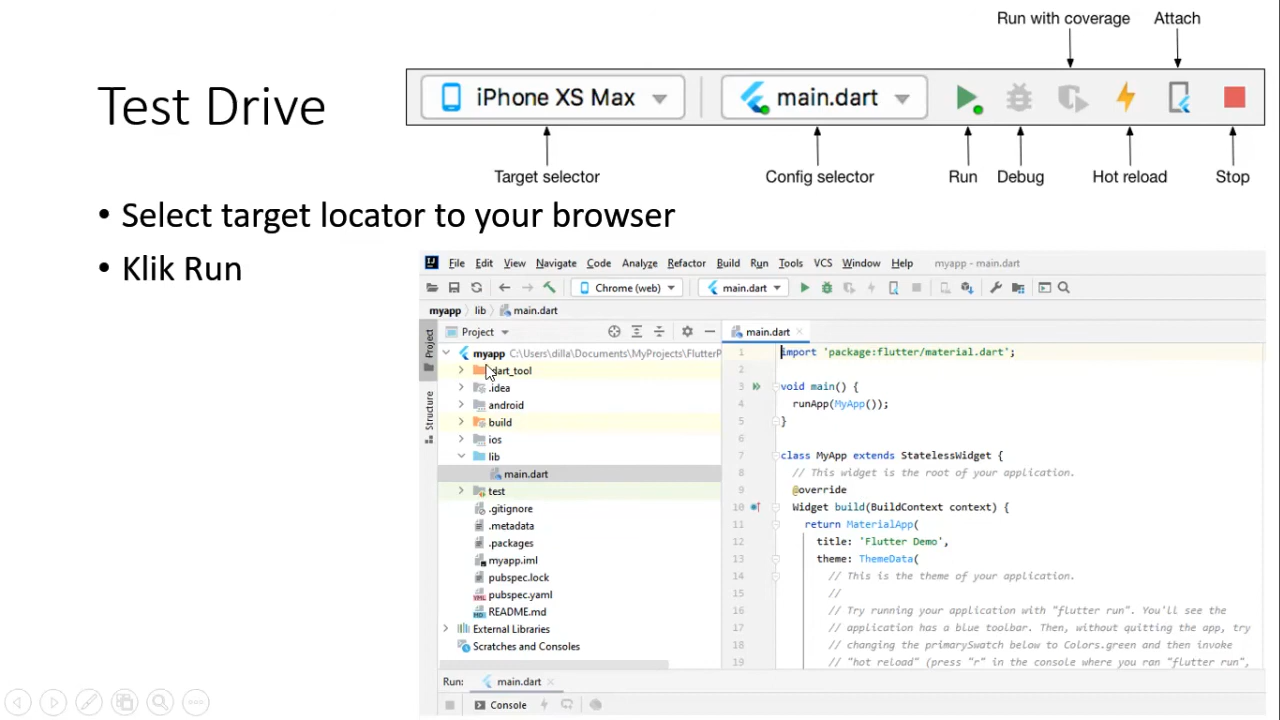 Run with coverage Attach
iPhone XS Max main.dart
Target selector Config selector Run Debug Hot reload Stop
Test Drive
• Select target locator to your browser
• Klik Run
File Edit View Navigate Code Analyze Refactor Build Run Tools VCS Window Help myapp - main.dart
Chrome (web) main.dart
myapp lib main.dart
Project
Structure
Project
myapp C:\Users\dilla\Documents\MyProjects\FlutterP
dart_tool
.idea
android
build
ios
lib
main.dart
test
.gitignore
.metadata
.packages
myapp.iml
pubspec.lock
pubspec.yaml
README.md
External Libraries
Scratches and Consoles
main.dart
1 import 'package:flutter/material.dart';
2
3 void main() {
4 runApp(MyApp());
5 }
6
7 class MyApp extends StatelessWidget {
8 // This widget is the root of your application.
9 @override
10 Widget build(BuildContext context) {
11 return MaterialApp(
12 title: 'Flutter Demo',
13 theme: ThemeData(
14 // This is the theme of your application.
15 //
16 // Try running your application with "flutter run". You'll see the
17 // application has a blue toolbar. Then, without quitting the app, try
18 // changing the primarySwatch below to Colors.green and then invoke
19 // "hot reload" (press "r" in the console where you ran "flutter run",
Run: main.dart
Console